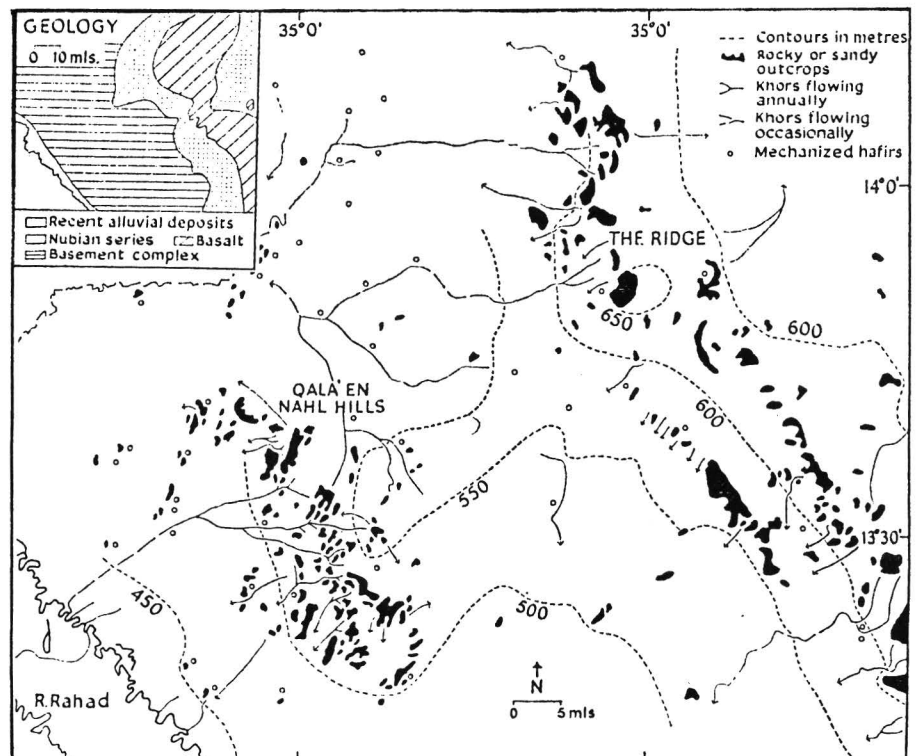 GEOLOGY
0 10 mls.
Recent alluvial deposits
Nubian series Basalt
Basement complex
35°0' 35°0'
Contours in metres
Rocky or sandy
outcrops
Khors flowing
annually
Khors flowing
occasionally
Mechanized hafirs
14°0'
THE RIDGE
650
600
QALA' EN
NAHL HILLS
600
550
13°30'
450
500
R.Rahad
N
0 5 mls